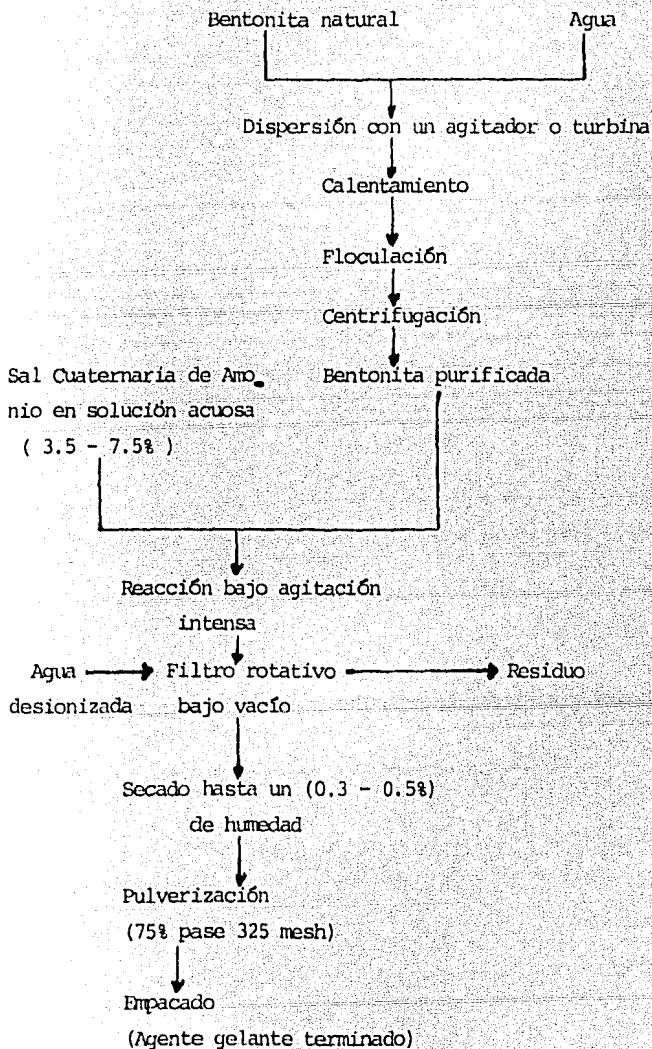 Bentonita natural Agua
Dispersión con un agitador o turbina
Calentamiento
Floculación
Centrifugación
Sal Cuaternaria de Amo Bentonita purificada
nio en solución acuosa
( 3.5 - 7.5% )
Reacción bajo agitación
intensa
Agua Filtro rotativo Residuo
desionizada bajo vacío
Secado hasta un (0.3 - 0.5%)
de humedad
Pulverización
(75% pase 325 mesh)
Empacado
(Agente gelante terminado)